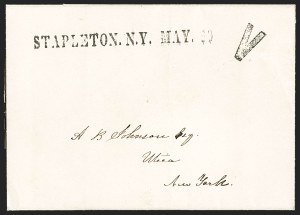 STAPLETON. N.Y. MAY.
A B Johnson Esq.
Utica
New York.